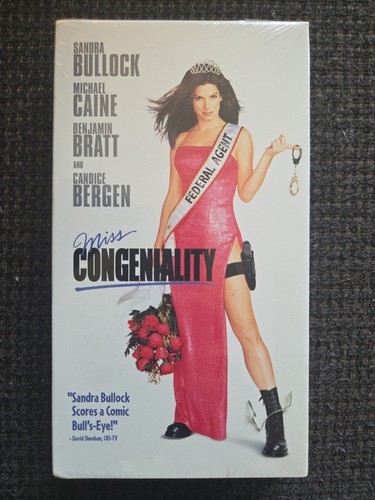 SANDRA
BULLOCK
MICHAEL
CAINE
BENJAMIN
BRATT
AND
CANDICE
BERGEN
FEDERAL AGENT
Miss
CONGENIALITY
"Sandra Bullock
Scores a Comic
Bull's-Eye!"
– David Sheehan, CBS-TV